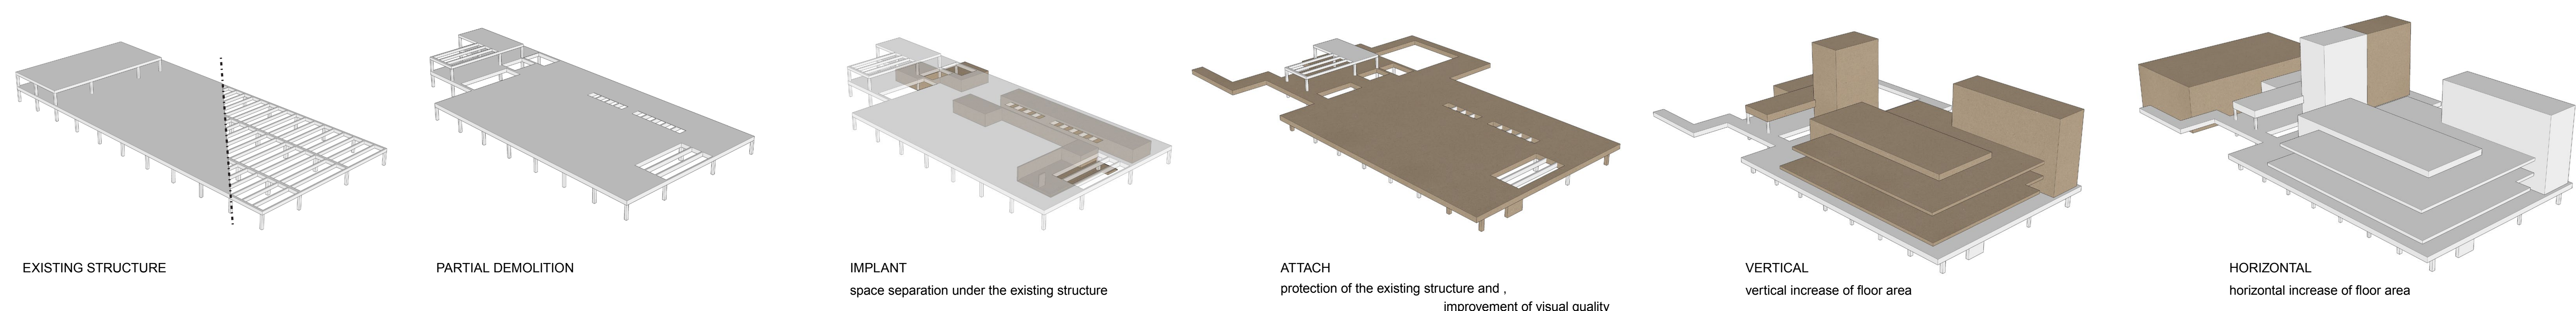 EXISTING STRUCTURE
PARTIAL DEMOLITION
IMPLANT
space separation under the existing structure
ATTACH
protection of the existing structure and ,
improvement of visual quality
VERTICAL
vertical increase of floor area
HORIZONTAL
horizontal increase of floor area